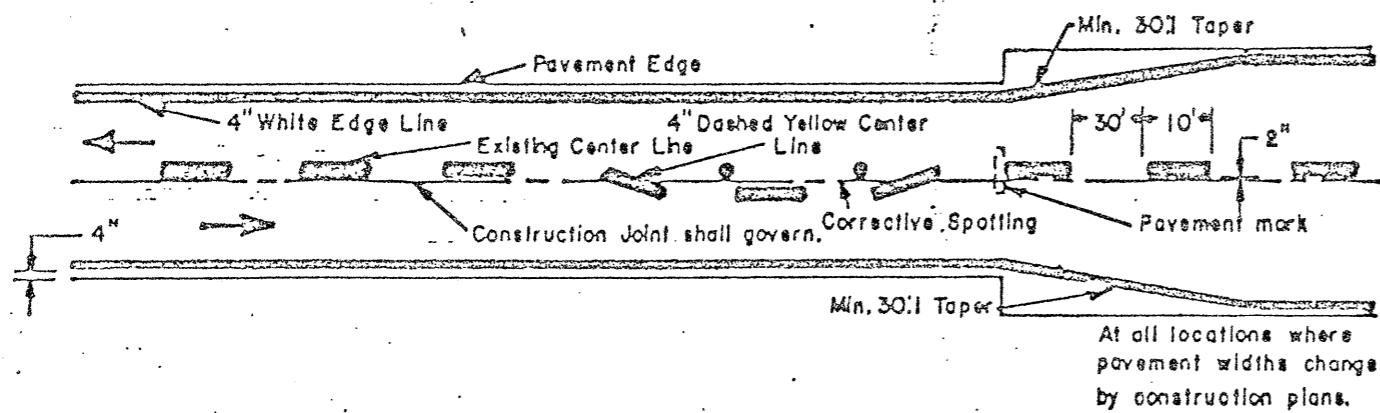 Min. 30:1 Taper
Pavement Edge
4" White Edge Line
4" Dashed Yellow Center
Line
30'
10'
2"
Existing Center Line
4"
Construction Joint shall govern.
Corrective Spotting
Pavement mark
Min. 30:1 Taper
At all locations where
pavement widths change
by construction plans.